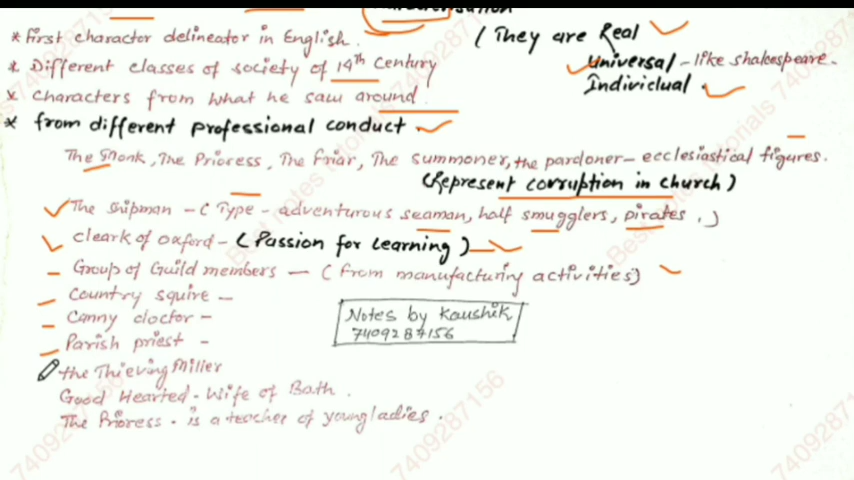 * First character delineator in English.
(They are Real
Universal - like shakespeare.
Individual.
* Different classes of society of 14th Century
* characters from what he saw around.
* from different professional conduct.
The Monk, The Prioress, The Friar, The summoner, the pardoner - ecclesiastical figures.
(Represent corruption in church)
The shipman - (Type - adventurous seaman, half smugglers, pirates.)
Cleark of oxford - (Passion for Learning)
Group of Guild members - (from manufacturing activities)
Country squire -
Canny doctor -
Parish priest -
the Thieving Miller
Good Hearted - Wife of Bath.
The Prioress - is a teacher of young ladies.
Notes by Kaushik
7409287156
Best notes tutorials 7409287156